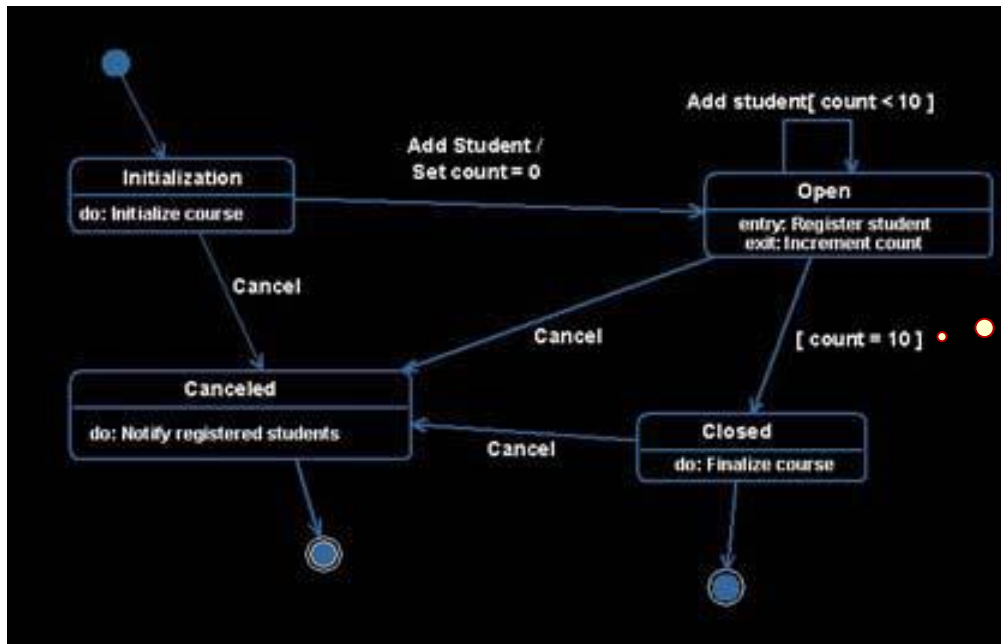 Add student[ count < 10 ]
Add Student /
Set count = 0
Initialization
do: Initialize course
Open
entry: Register student
exit: Increment count
Cancel
Cancel
[ count = 10 ]
Canceled
do: Notify registered students
Cancel
Closed
do: Finalize course